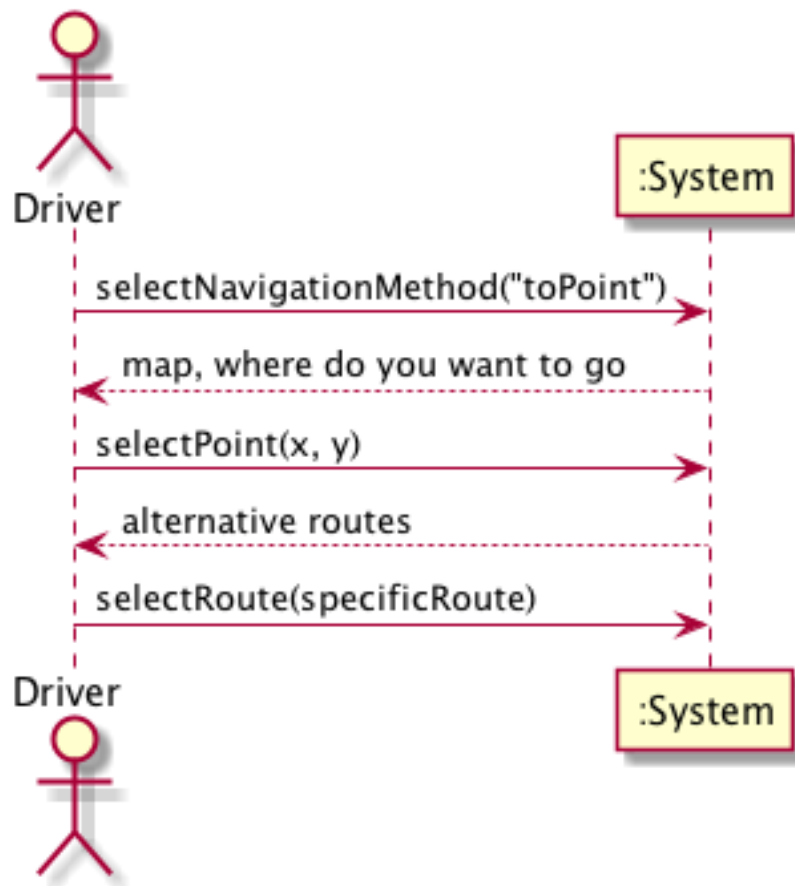 Driver
:System
selectNavigationMethod("toPoint")
map, where do you want to go
selectPoint(x, y)
alternative routes
selectRoute(specificRoute)
Driver
:System